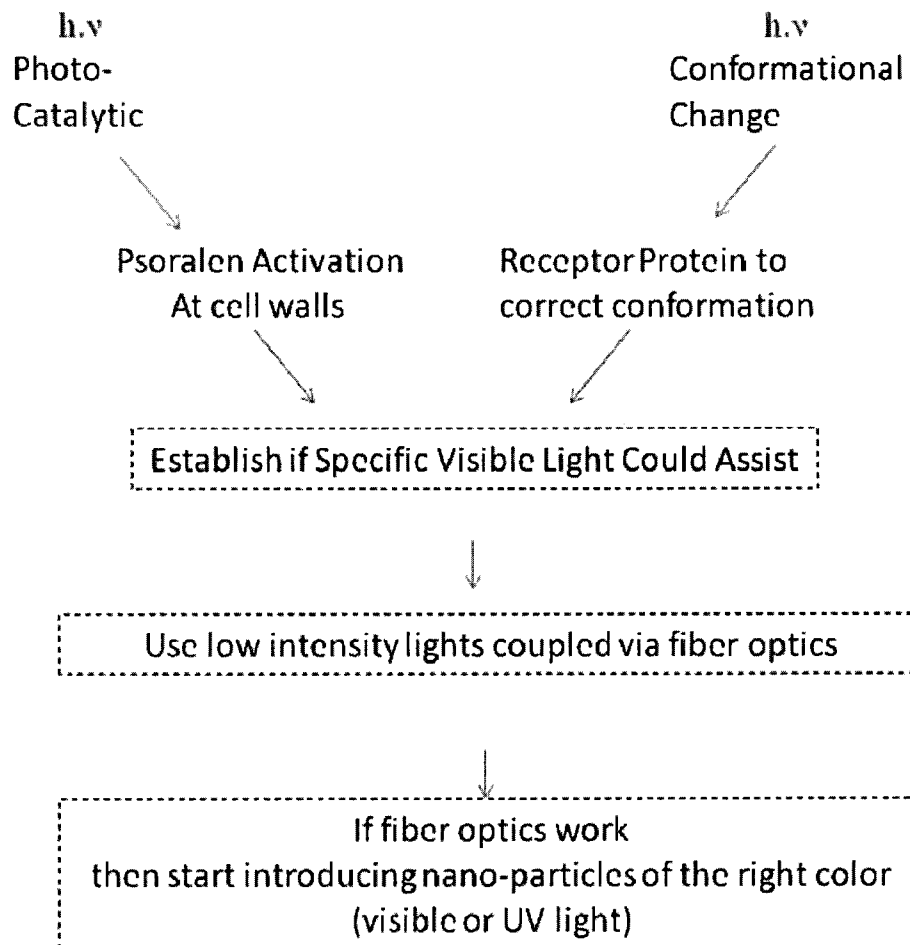 h.ν
Photo-
Catalytic
h.ν
Conformational
Change
Psoralen Activation
At cell walls
Receptor Protein to
correct conformation
Establish if Specific Visible Light Could Assist
Use low intensity lights coupled via fiber optics
If fiber optics work
then start introducing nano-particles of the right color
(visible or UV light)